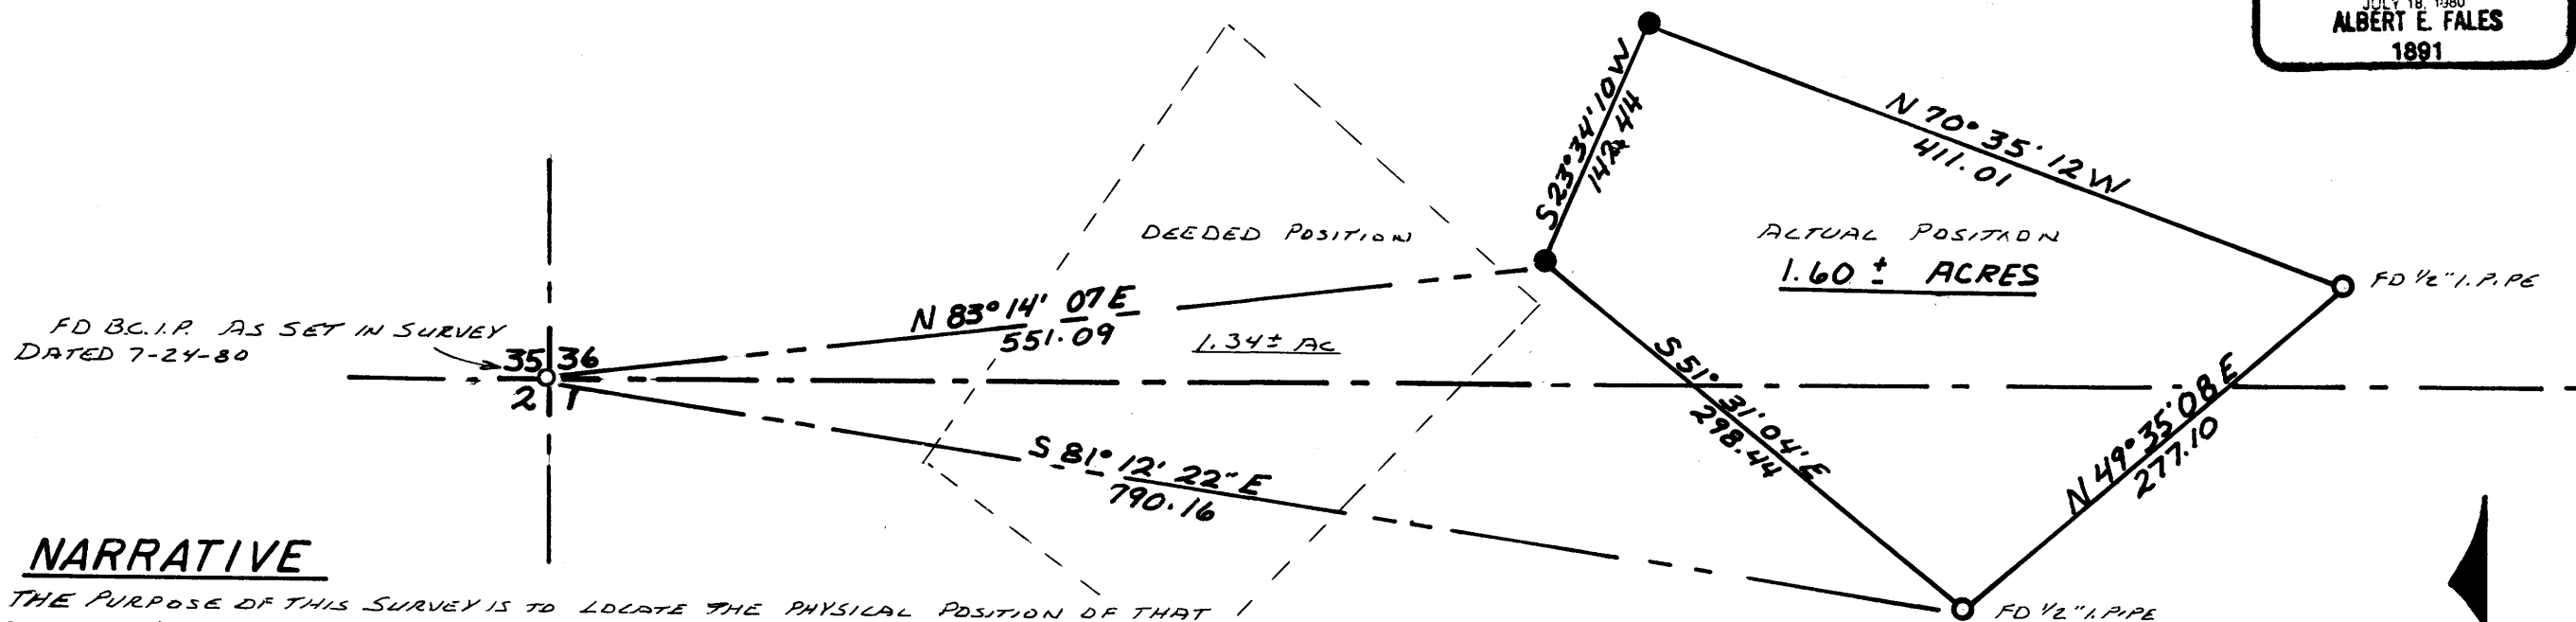 JULY 18, 1980
ALBERT E. FALES
1891
S 23° 34' 10 W
142.44
N 70° 35' 12 W
411.01
DEEDED POSITION
ACTUAL POSITION
1.60 ± ACRES
FD 1/2" I. PIPE
N 83° 14' 07 E
551.09
1.34 ± AC
FD B.C.I.P. AS SET IN SURVEY
DATED 7-24-80
35 36
2 1
S 51° 31' 04' E
298.44
N 49° 35' 08 E
277.10
S 81° 12' 22" E
790.16
NARRATIVE
THE PURPOSE OF THIS SURVEY IS TO LOCATE THE PHYSICAL POSITION OF THAT
FD 1/2" I. PIPE